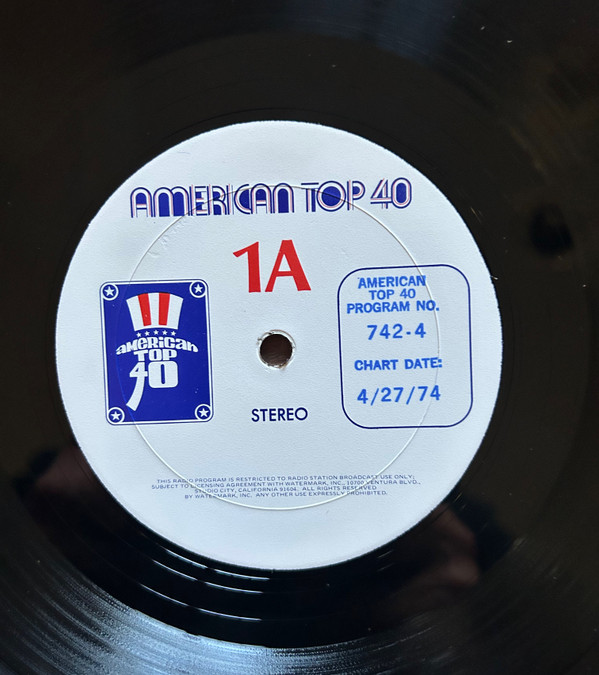 AMERICAN TOP 40
1A
AMERICAN
TOP 40
AMERICAN
TOP 40
PROGRAM NO.
742-4
CHART DATE:
4/27/74
STEREO
THIS RADIO PROGRAM IS RESTRICTED TO RADIO STATION BROADCAST USE ONLY;
SUBJECT TO LICENSING AGREEMENT WITH WATERMARK, INC., 10700 VENTURA BLVD.,
STUDIO CITY, CALIFORNIA 91604. ALL RIGHTS RESERVED
BY WATERMARK, INC. ANY OTHER USE EXPRESSLY PROHIBITED.